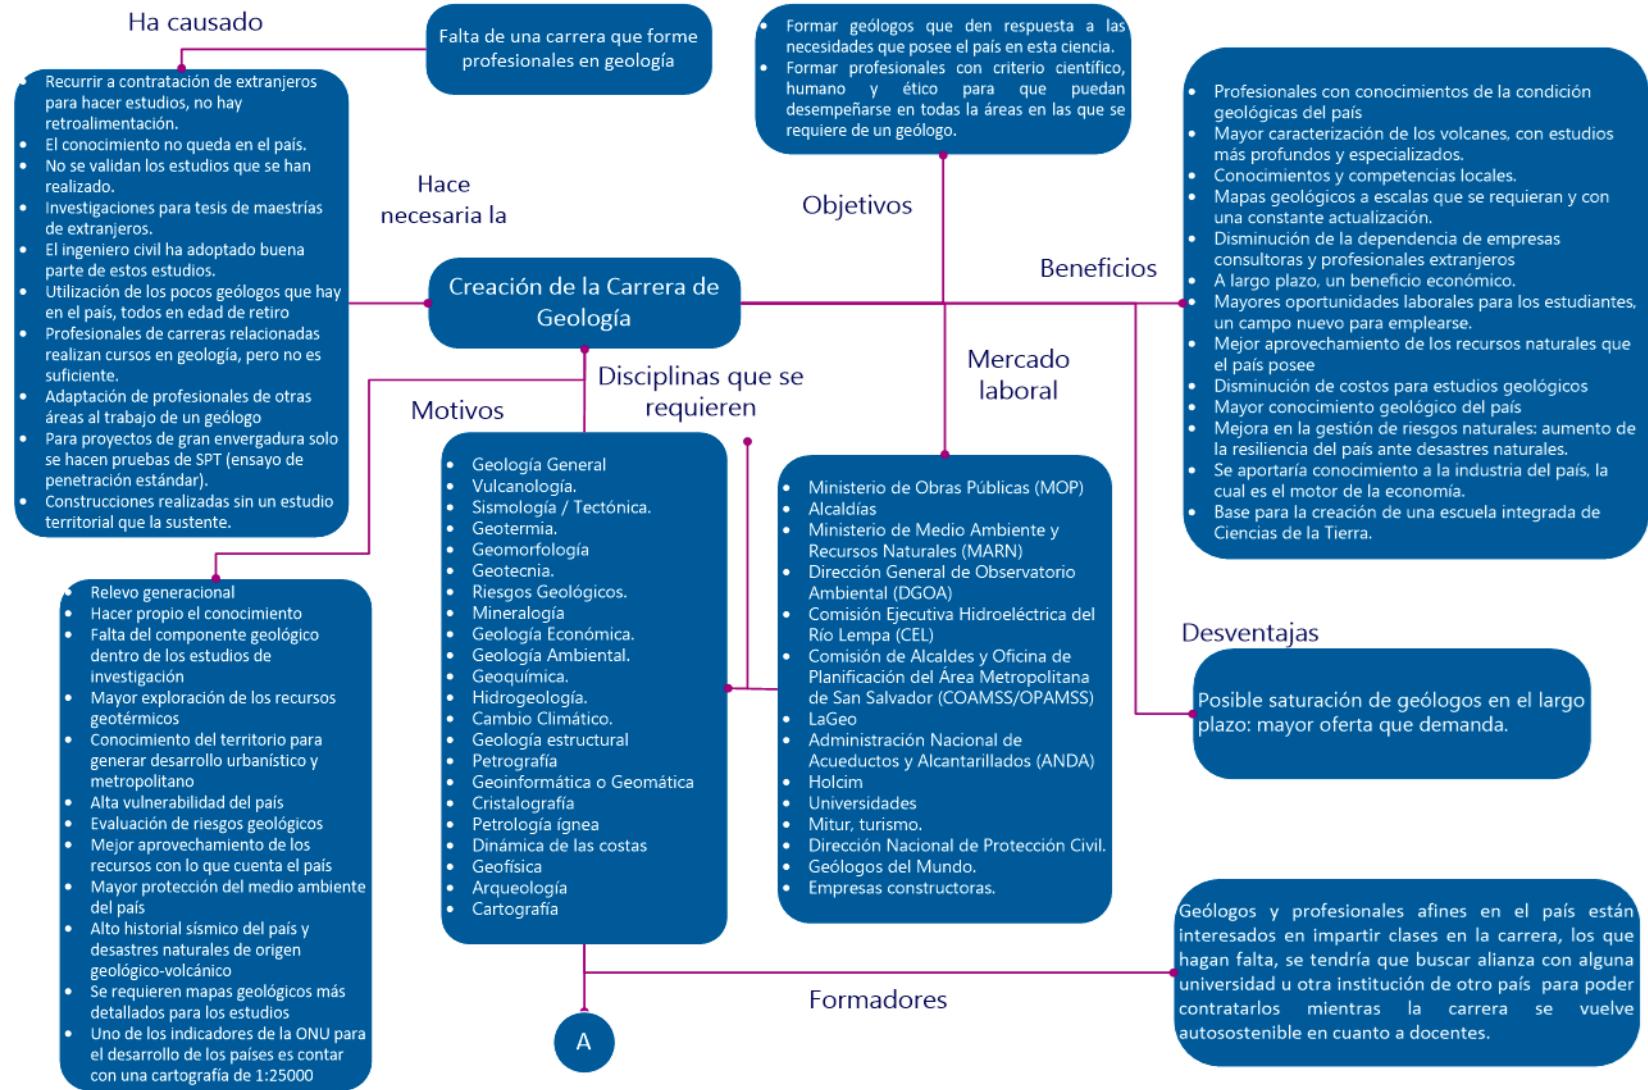 Ha causado
Falta de una carrera que forme
profesionales en geología
Recurrir a contratación de extranjeros
para hacer estudios, no hay
retroalimentación.
El conocimiento no queda en el país.
No se validan los estudios que se han
realizado.
Investigaciones para tesis de maestrías
de extranjeros.
El ingeniero civil ha adoptado buena
parte de estos estudios.
Utilización de los pocos geólogos que hay
en el país, todos en edad de retiro
Profesionales de carreras relacionadas
realizan cursos en geología, pero no es
suficiente.
Adaptación de profesionales de otras
áreas al trabajo de un geólogo
Para proyectos de gran envergadura solo
se hacen pruebas de SPT (ensayo de
penetración estándar).
Construcciones realizadas sin un estudio
territorial que la sustente.
Hace
necesaria la
Creación de la Carrera de
Geología
Formar geólogos que den respuesta a las
necesidades que posee el país en esta ciencia.
Formar profesionales con criterio científico,
humano y ético para que puedan
desempeñarse en todas la áreas en las que se
requiere de un geólogo.
Objetivos
Beneficios
Profesionales con conocimientos de la condición
geológicas del país
Mayor caracterización de los volcanes, con estudios
más profundos y especializados.
Conocimientos y competencias locales.
Mapas geológicos a escalas que se requieran y con
una constante actualización.
Disminución de la dependencia de empresas
consultoras y profesionales extranjeros
A largo plazo, un beneficio económico.
Mayores oportunidades laborales para los estudiantes,
un campo nuevo para emplearse.
Mejor aprovechamiento de los recursos naturales que
el país posee
Disminución de costos para estudios geológicos
Mayor conocimiento geológico del país
Mejora en la gestión de riesgos naturales: aumento de
la resiliencia del país ante desastres naturales.
Se aportaría conocimiento a la industria del país, la
cual es el motor de la economía.
Base para la creación de una escuela integrada de
Ciencias de la Tierra.
Motivos
Relevo generacional
Hacer propio el conocimiento
Falta del componente geológico
dentro de los estudios de
investigación
Mayor exploración de los recursos
geotérmicos
Conocimiento del territorio para
generar desarrollo urbanístico y
metropolitano
Alta vulnerabilidad del país
Evaluación de riesgos geológicos
Mejor aprovechamiento de los
recursos con lo que cuenta el país
Mayor protección del medio ambiente
del país
Alto historial sísmico del país y
desastres naturales de origen
geológico-volcánico
Se requieren mapas geológicos más
detallados para los estudios
Uno de los indicadores de la ONU para
el desarrollo de los países es contar
con una cartografía de 1:25000
Disciplinas que se
requieren
Geología General
Vulcanología.
Sismología / Tectónica.
Geotermia.
Geomorfología
Geotecnia.
Riesgos Geológicos.
Mineralogía
Geología Económica.
Geología Ambiental.
Geoquímica.
Hidrogeología.
Cambio Climático.
Geología estructural
Petrografía
Geoinformática o Geomática
Cristalografía
Petrología ígnea
Dinámica de las costas
Geofísica
Arqueología
Cartografía
Mercado
laboral
Ministerio de Obras Públicas (MOP)
Alcaldías
Ministerio de Medio Ambiente y
Recursos Naturales (MARN)
Dirección General de Observatorio
Ambiental (DGOA)
Comisión Ejecutiva Hidroeléctrica del
Río Lempa (CEL)
Comisión de Alcaldes y Oficina de
Planificación del Área Metropolitana
de San Salvador (COAMSS/OPAMSS)
LaGeo
Administración Nacional de
Acueductos y Alcantarillados (ANDA)
Holcim
Universidades
Mitur, turismo.
Dirección Nacional de Protección Civil.
Geólogos del Mundo.
Empresas constructoras.
Desventajas
Posible saturación de geólogos en el largo
plazo: mayor oferta que demanda.
Formadores
Geólogos y profesionales afines en el país están
interesados en impartir clases en la carrera, los que
hagan falta, se tendría que buscar alianza con alguna
universidad u otra institución de otro país para poder
contratarlos mientras la carrera se vuelve
autosostenible en cuanto a docentes.
A